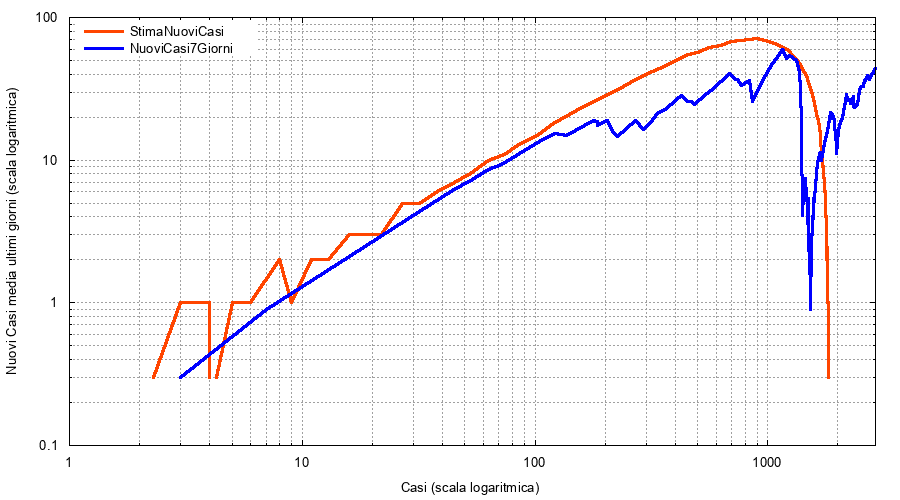 100
StimaNuoviCasi
NuoviCasi7Giorni
10
1
0.1
1
10
100
1000
Nuovi Casi media ultimi giorni (scala logaritmica)
Casi (scala logaritmica)